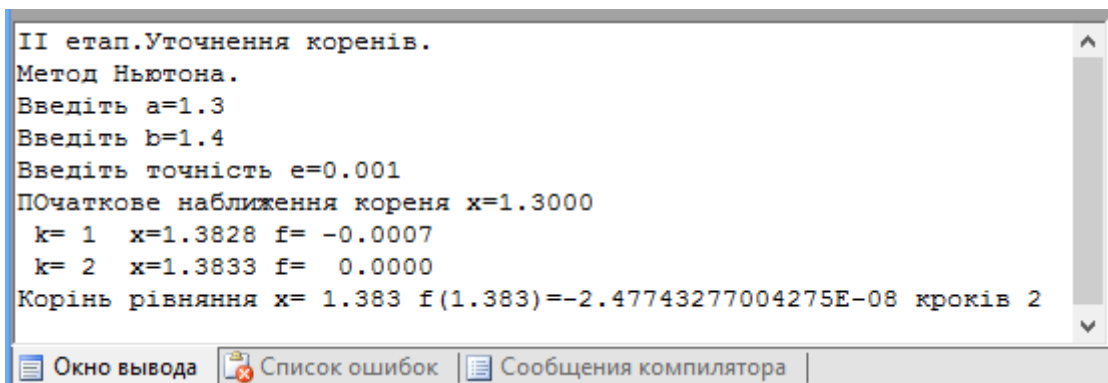 II етап.Уточнення коренів.
Метод Ньютона.
Введіть a=1.3
Введіть b=1.4
Введіть точність e=0.001
ПОчаткове наближення кореня x=1.3000
k= 1 x=1.3828 f= -0.0007
k= 2 x=1.3833 f= 0.0000
Корінь рівняння x= 1.383 f(1.383)=-2.47743277004275E-08 кроків 2
Окно вывода Список ошибок Сообщения компилятора